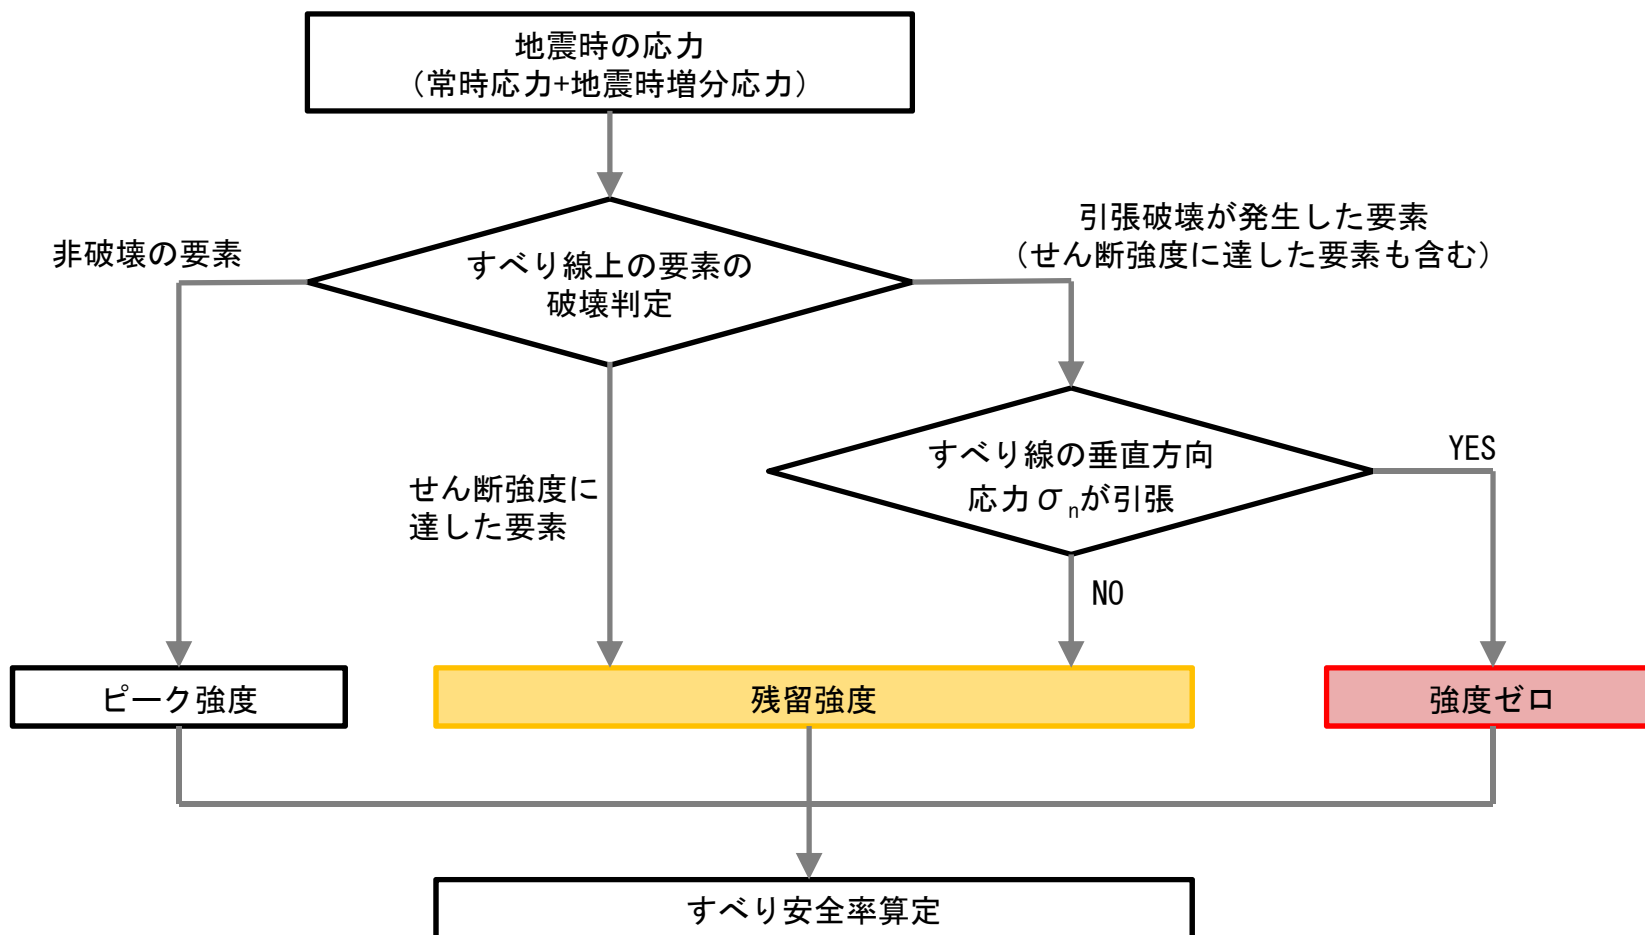 地震時の応力
（常時応力+地震時増分応力）
非破壊の要素
すべり線上の要素の
破壊判定
引張破壊が発生した要素
（せん断強度に達した要素も含む）
せん断強度に
達した要素
すべり線の垂直方向
応力σnが引張
YES
NO
ピーク強度
残留強度
強度ゼロ
すべり安全率算定